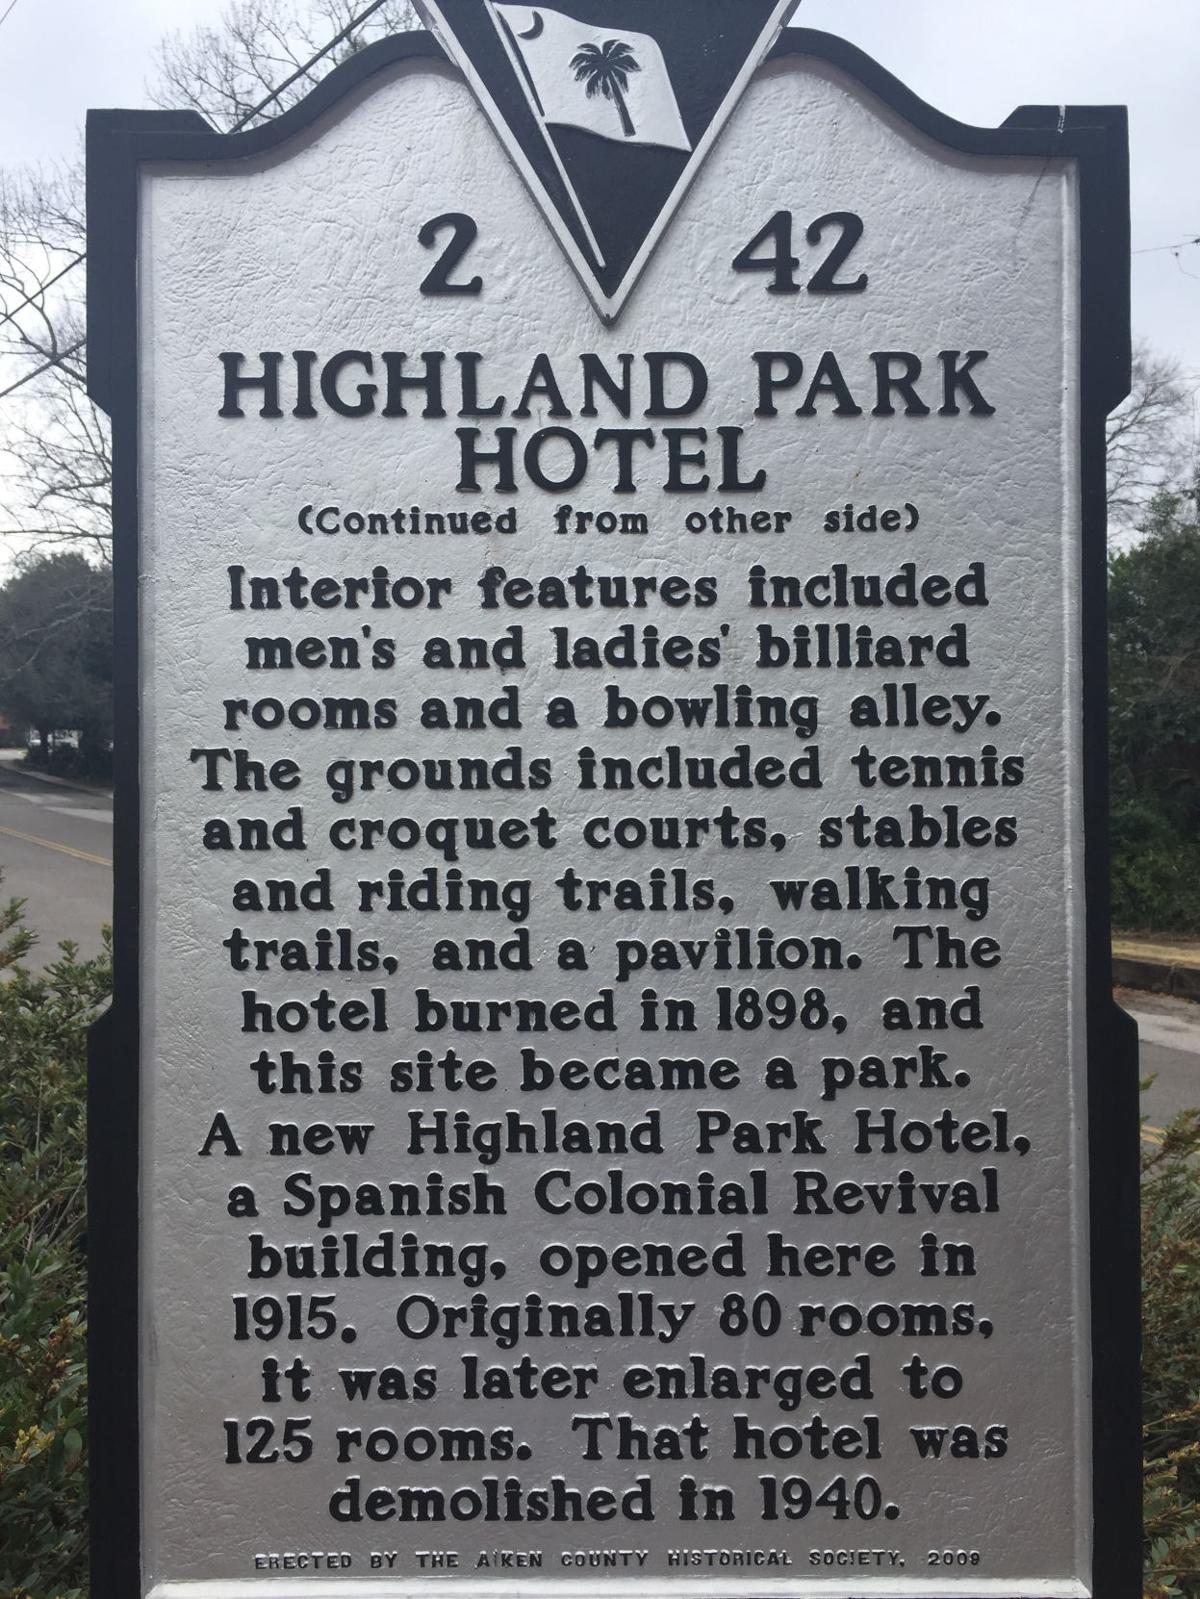 2 42
HIGHLAND PARK
HOTEL
(Continued from other side)
Interior features included
men's and ladies' billiard
rooms and a bowling alley.
The grounds included tennis
and croquet courts, stables
and riding trails, walking
trails, and a pavilion. The
hotel burned in 1898, and
this site became a park.
A new Highland Park Hotel,
a Spanish Colonial Revival
building, opened here in
1915. Originally 80 rooms,
it was later enlarged to
125 rooms. That hotel was
demolished in 1940.
ERECTED BY THE AIKEN COUNTY HISTORICAL SOCIETY, 2009